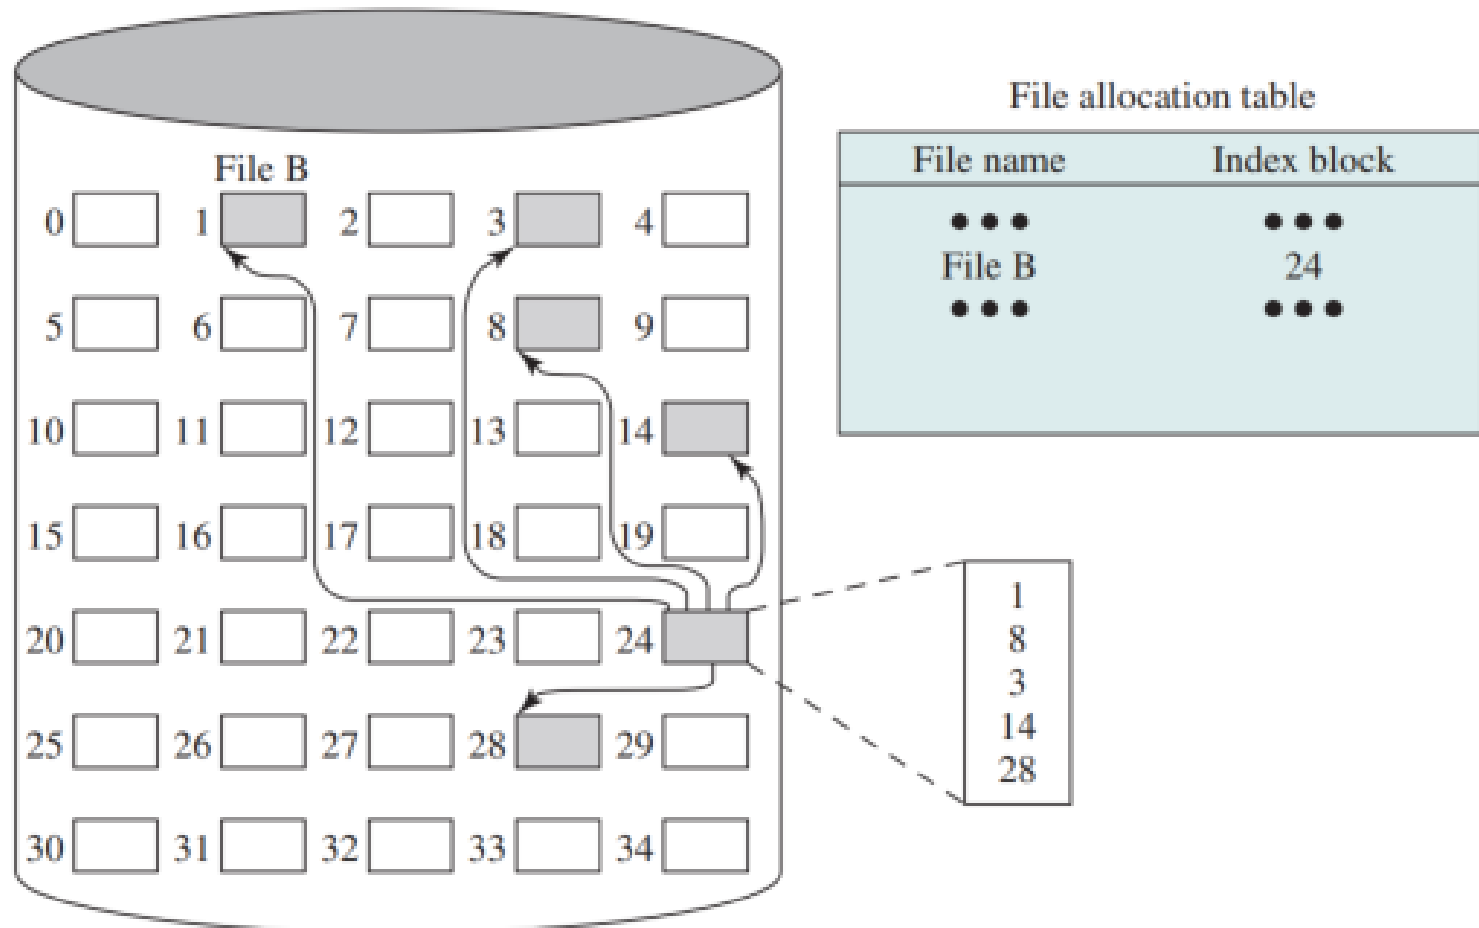 File B
0 1 2 3 4
5 6 7 8 9
10 11 12 13 14
15 16 17 18 19
20 21 22 23 24
25 26 27 28 29
30 31 32 33 34
File allocation table
File name Index block
●●● ●●●
File B 24
●●● ●●●
1
8
3
14
28